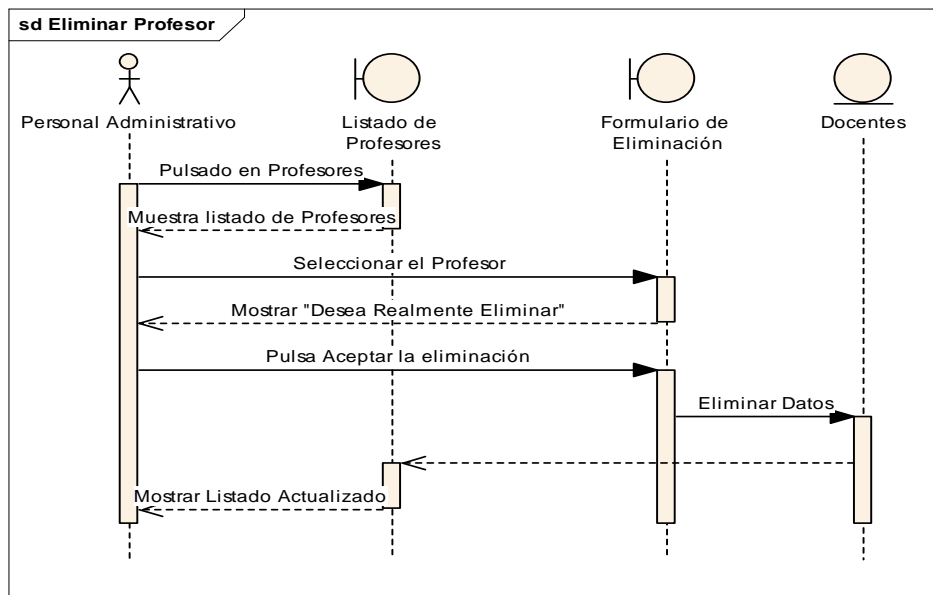 sd Eliminar Profesor
Personal Administrativo
Listado de
Profesores
Formulario de
Eliminación
Docentes
Pulsado en Profesores
Muestra listado de Profesores
Seleccionar el Profesor
Mostrar "Desea Realmente Eliminar"
Pulsa Aceptar la eliminación
Eliminar Datos
Mostrar Listado Actualizado